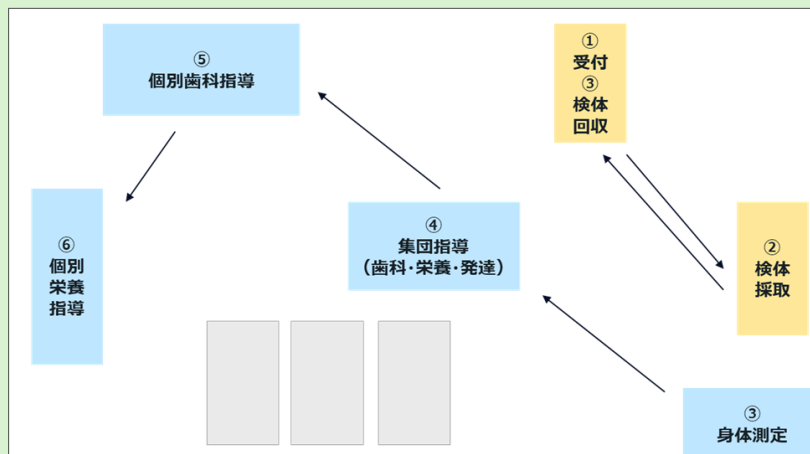 ①
受付
③
検体
回収
②
検体
採取
③
身体測定
④
集団指導
（歯科・栄養・発達）
⑤
個別歯科指導
⑥
個別
栄養
指導